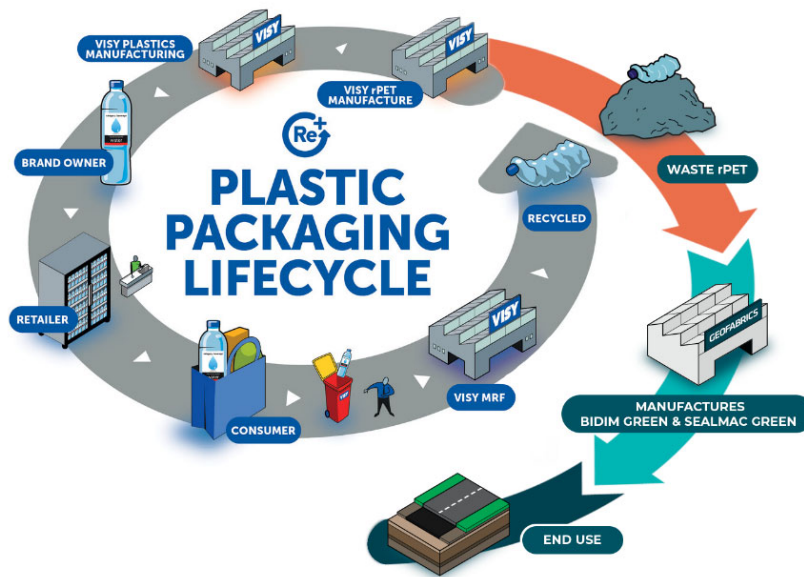 VISY PLASTICS
MANUFACTURING
VISY
VISY
VISY rPET
MANUFACTURE
BRAND OWNER
Re+
PLASTIC
PACKAGING
LIFECYCLE
RECYCLED
WASTE rPET
RETAILER
VISY
VISY MRF
CONSUMER
VISY
GEOFABRICS
MANUFACTURES
BIDIM GREEN & SEALMAC GREEN
END USE